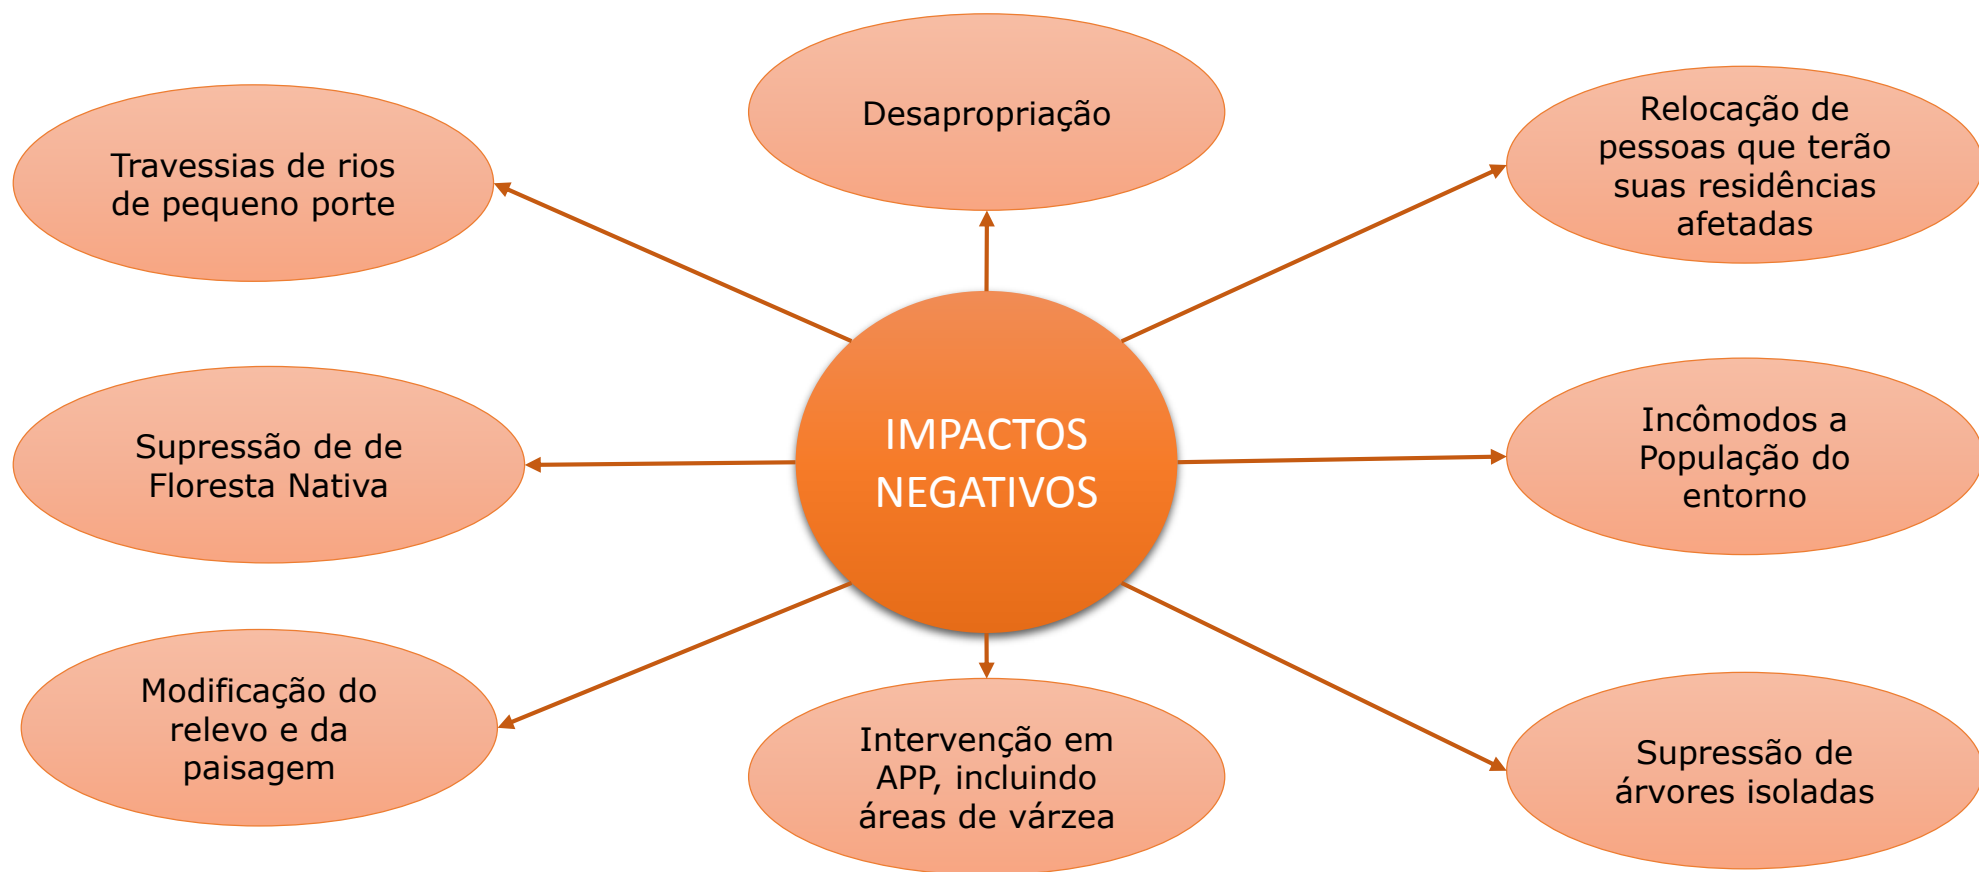 Desapropriação
Relocação de
pessoas que terão
suas residências
afetadas
Travessias de rios
de pequeno porte
IMPACTOS
NEGATIVOS
Incômodos a
População do
entorno
Supressão de de
Floresta Nativa
Modificação do
relevo e da
paisagem
Intervenção em
APP, incluindo
áreas de várzea
Supressão de
árvores isoladas